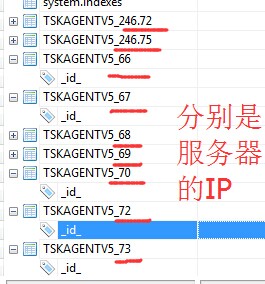 system.indexes
TSKAGENTV5_246.72
TSKAGENTV5_246.75
TSKAGENTV5_66
_id_
TSKAGENTV5_67
_id_
TSKAGENTV5_68
TSKAGENTV5_69
TSKAGENTV5_70
_id_
TSKAGENTV5_72
_id_
TSKAGENTV5_73
_id_
分别是
服务器
的IP